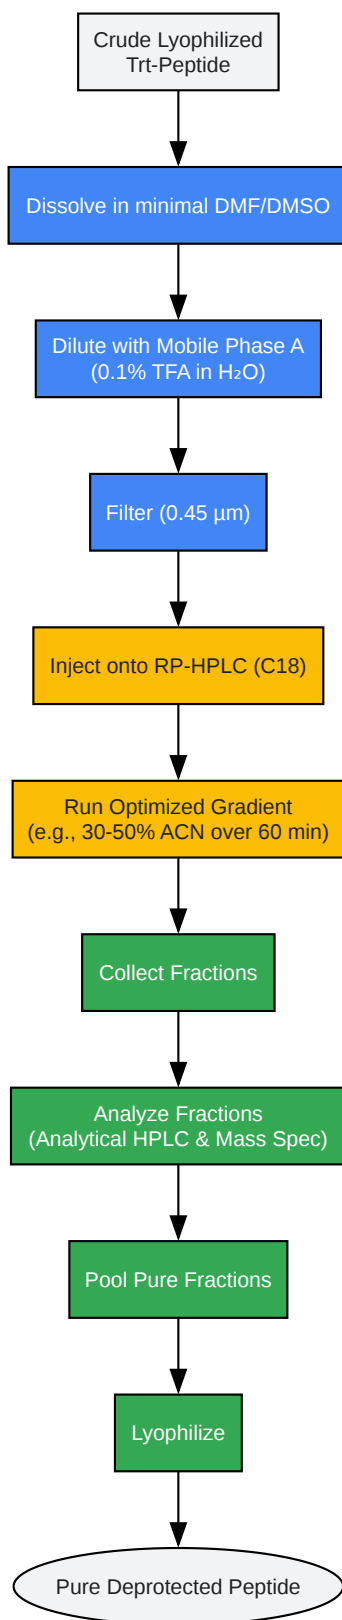 Crude Lyophilized
Trt-Peptide
Dissolve in minimal DMF/DMSO
Dilute with Mobile Phase A
(0.1% TFA in H₂O)
Filter (0.45 µm)
Inject onto RP-HPLC (C18)
Run Optimized Gradient
(e.g., 30-50% ACN over 60 min)
Collect Fractions
Analyze Fractions
(Analytical HPLC & Mass Spec)
Pool Pure Fractions
Lyophilize
Pure Deprotected Peptide